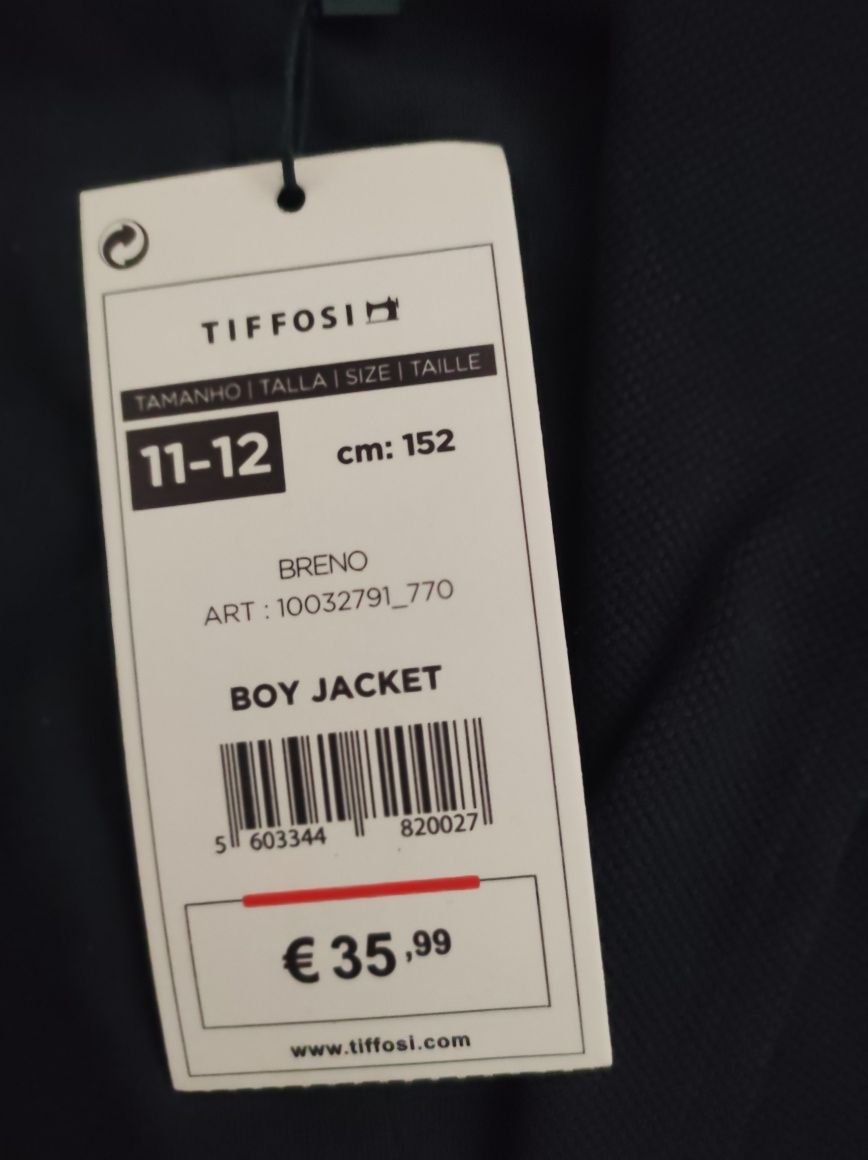 TIFFOSI
TAMANHO | TALLA | SIZE | TAILLE
11-12 cm: 152
BRENO
ART : 10032791_770
BOY JACKET
5 603344 820027
€ 35,99
www.tiffosi.com